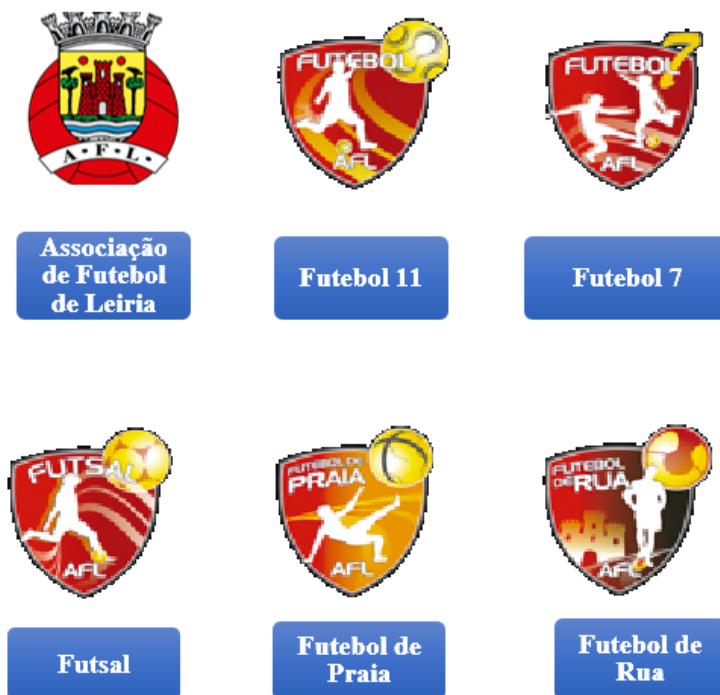 A • F • L •
FUTEBOL
AFL
FUTEBOL 7
AFL
Associação
de Futebol
de Leiria
Futebol 11
Futebol 7
FUTSAL
AFL
FUTEBOL DE
PRAIA
AFL
FUTEBOL
DE RUA
AFL
Futsal
Futebol de
Praia
Futebol de
Rua